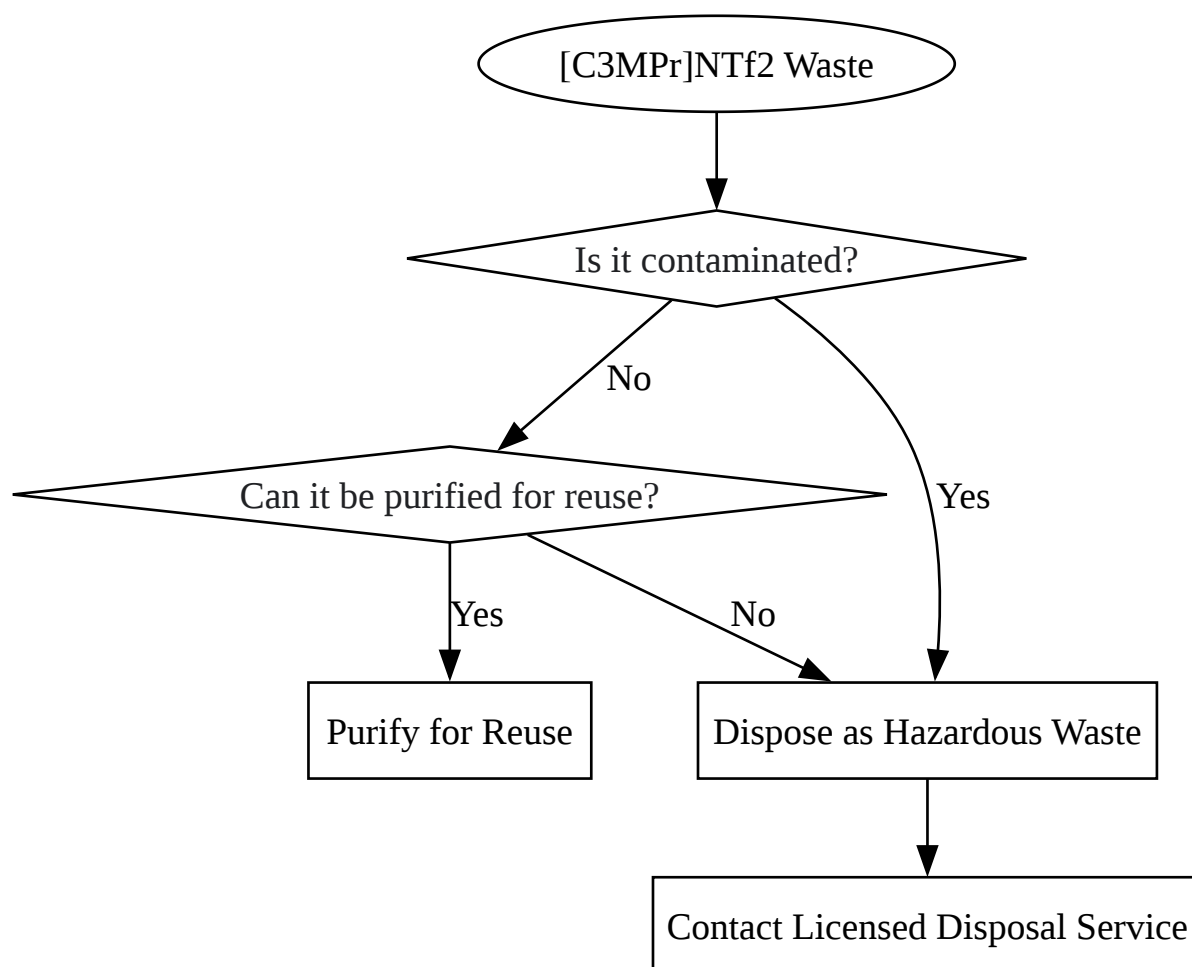 [C3MPr]NTf2 Waste
Is it contaminated?
No
Can it be purified for reuse?
Yes
Yes
No
Purify for Reuse
Dispose as Hazardous Waste
Contact Licensed Disposal Service